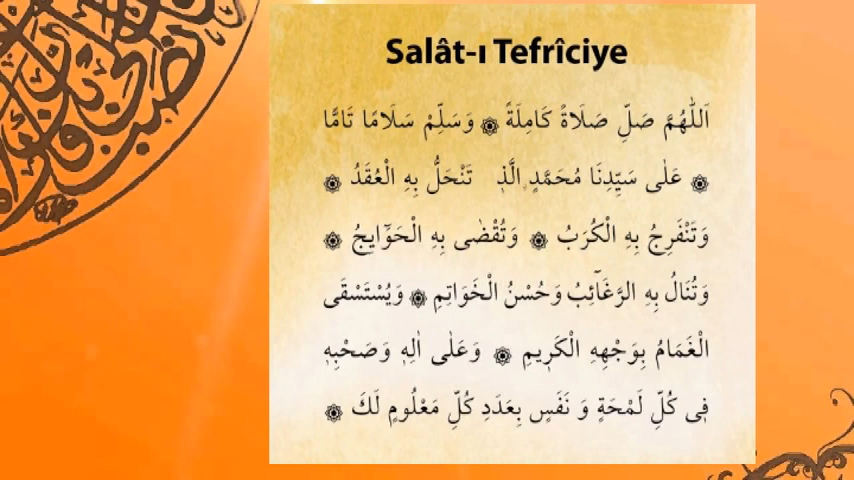 Salât-ı Tefrîciye
اَللّٰهُمَّ صَلِّ صَلَاةً كَامِلَةً ۞ وَسَلِّمْ سَلَامًا تَامًّا
۞ عَلٰى سَيِّدِنَا مُحَمَّدٍ الَّذِ تَنْحَلُّ بِهِ الْعُقَدُ ۞
وَتَنْفَرِجُ بِهِ الْكُرَبُ ۞ وَتُقْضٰى بِهِ الْحَوَٓايِجُ ۞
وَتُنَالُ بِهِ الرَّغَٓائِبُ وَحُسْنُ الْخَوَاتِمِ ۞ وَيُسْتَسْقَى
الْغَمَامُ بِوَجْهِهِ الْكَرِيمِ ۞ وَعَلٰى اٰلِهٖ وَصَحْبِهٖ
فٖى كُلِّ لَمْحَةٍ وَ نَفَسٍ بِعَدَدِ كُلِّ مَعْلُومٍ لَكَ ۞